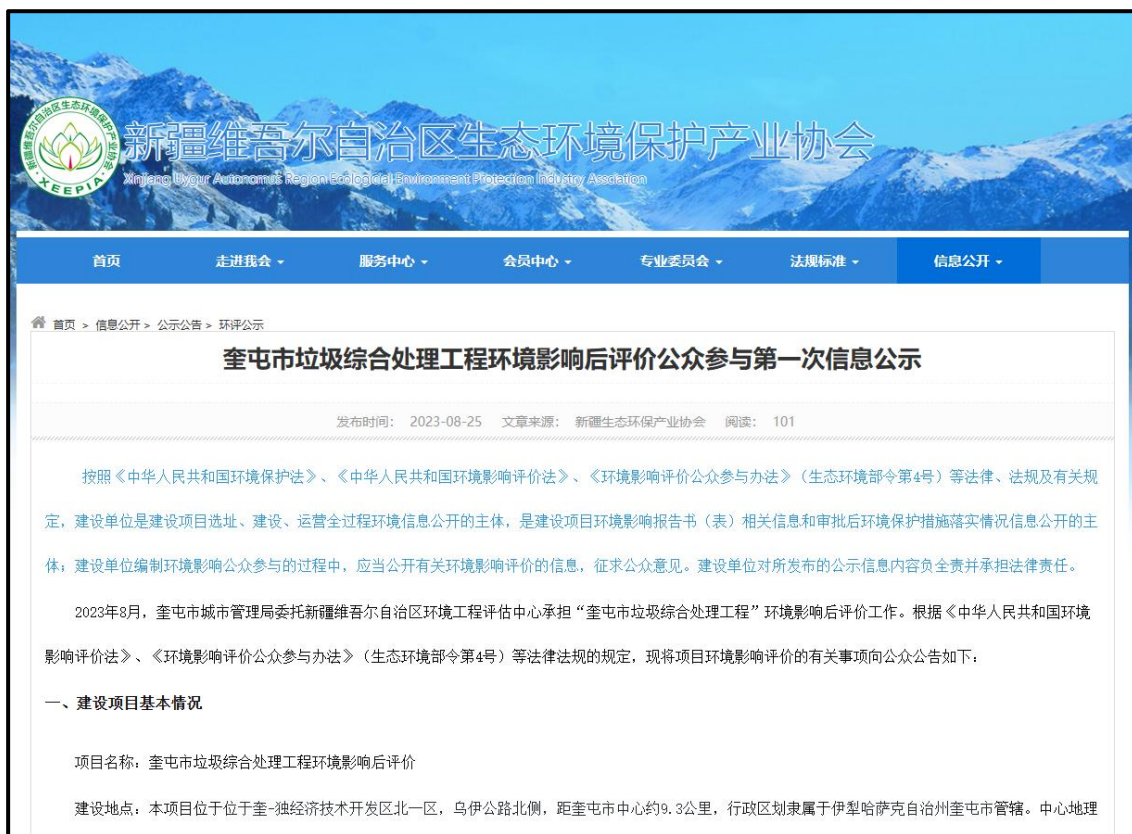 新疆维吾尔自治区生态环境保护产业协会
XEEPIA
新疆维吾尔自治区生态环境保护产业协会
Xinjiang Uygur Autonomous Region Ecological Environment Protection Industry
首页 走进我会 服务中心 会员中心 专业委员会 法规标准 信息公开
首页 > 信息公开 > 公示公告 > 环评公示
奎屯市垃圾综合处理工程环境影响后评价公众参与第一次信息公示
发布时间： 2023-08-25 文章来源： 新疆生态环保产业协会 阅读： 101
按照《中华人民共和国环境保护法》、《中华人民共和国环境影响评价法》、《环境影响评价公众参与办法》（生态环境部令第4号）等法律、法规及有关规
定，建设单位是建设项目选址、建设、运营全过程环境信息公开的主体，是建设项目环境影响报告书（表）相关信息和审批后环境保护措施落实情况信息公开的主
体；建设单位编制环境影响公众参与的过程中，应当公开有关环境影响评价的信息，征求公众意见。建设单位对所发布的公示信息内容负全责并承担法律责任。
2023年8月，奎屯市城市管理局委托新疆维吾尔自治区环境工程评估中心承担“奎屯市垃圾综合处理工程”环境影响后评价工作。根据《中华人民共和国环境
影响评价法》、《环境影响评价公众参与办法》（生态环境部令第4号）等法律法规的规定，现将项目环境影响评价的有关事项向公众公告如下：
一、建设项目基本情况
项目名称：奎屯市垃圾综合处理工程环境影响后评价
建设地点：本项目位于位于奎-独经济技术开发区北一区，乌伊公路北侧，距奎屯市中心约9.3公里，行政区划隶属于伊犁哈萨克自治州奎屯市管辖。中心地理